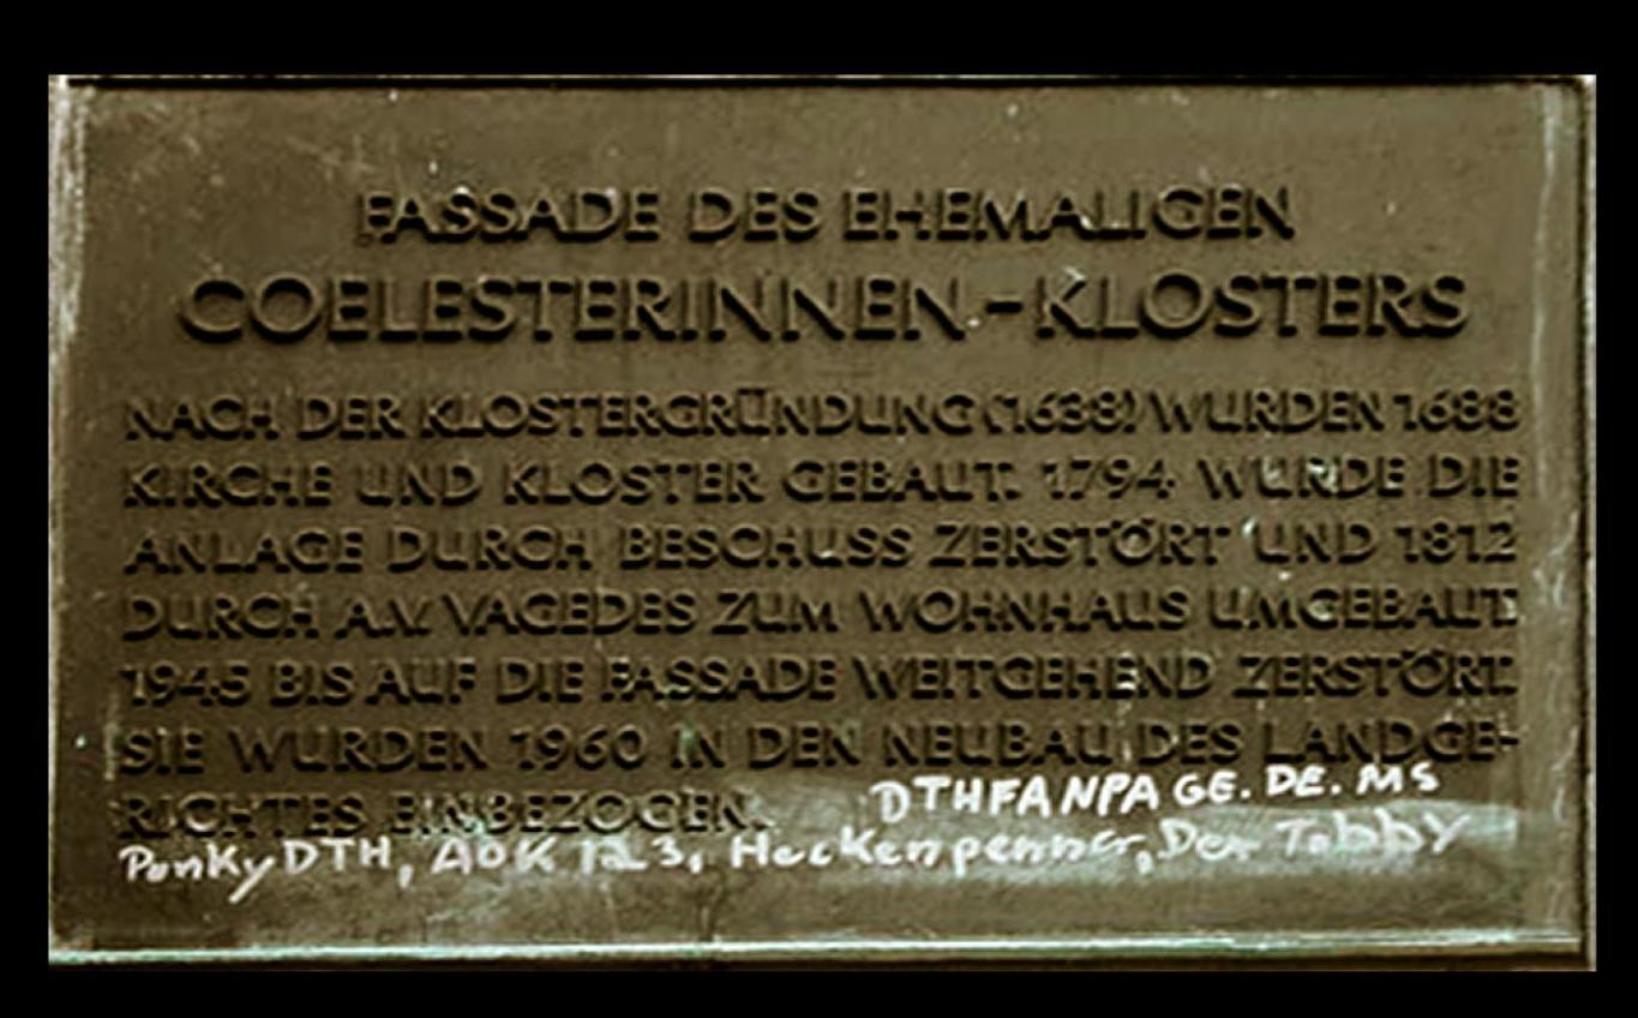 FASSADE DES EHEMALIGEN
COELESTERINNEN-KLOSTERS
NACH DER KLOSTERGRÜNDUNG (1638) WURDEN 1688
KIRCHE UND KLOSTER GEBAUT. 1794 WURDE DIE
ANLAGE DURCH BESCHUSS ZERSTÖRT UND 1812
DURCH A.V. VAGEDES ZUM WOHNHAUS UMGEBAUT.
1945 BIS AUF DIE FASSADE WEITGEHEND ZERSTÖRT.
SIE WURDEN 1960 IN DEN NEUBAU DES LANDGE-
RICHTES EINBEZOGEN.
DTHFANPAGE.DE.MS
PunkyDTH, AOK 123, Heckenpenner, Der Tobby